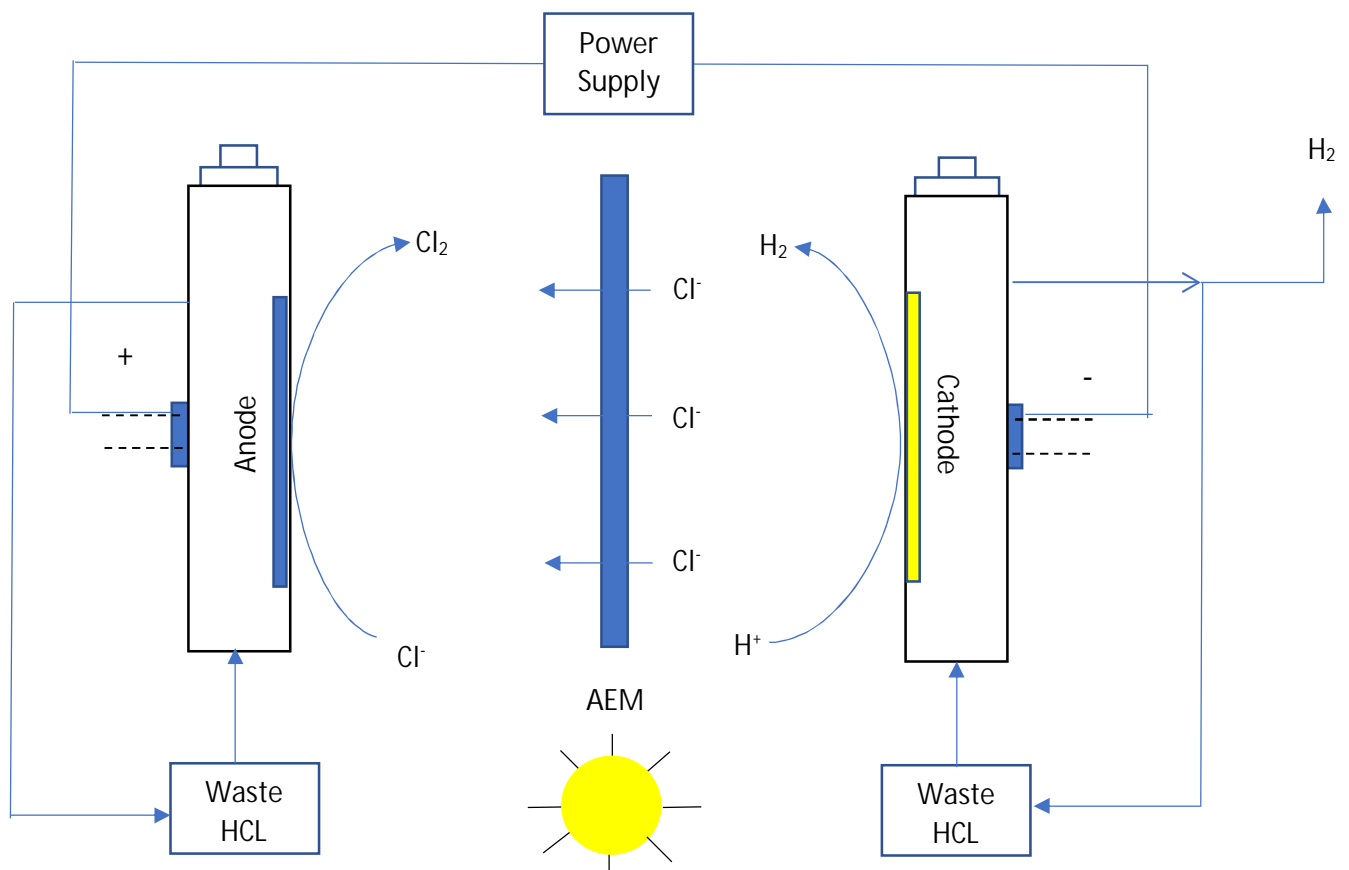 Power
Supply
H₂
Cl₂
H₂
Cl⁻
+
-
Anode
Cathode
Cl⁻
Cl⁻
Cl⁻
H⁺
AEM
Waste
HCL
Waste
HCL